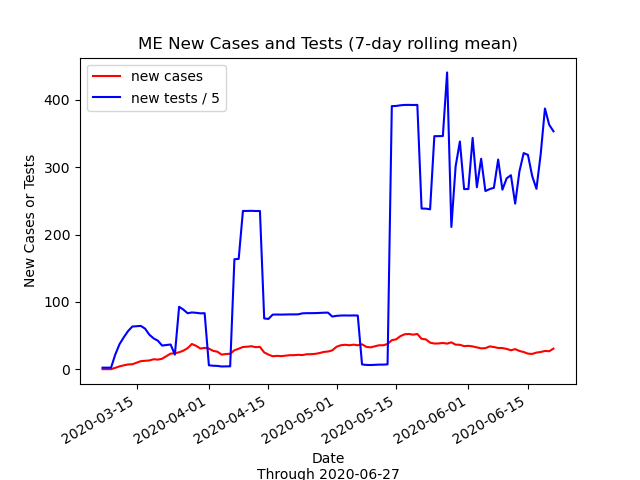 ME New Cases and Tests (7-day rolling mean)
new cases
new tests / 5
New Cases or Tests
400
300
200
100
0
2020-03-15
2020-04-01
2020-04-15
2020-05-01
2020-05-15
2020-06-01
2020-06-15
Date
Through 2020-06-27